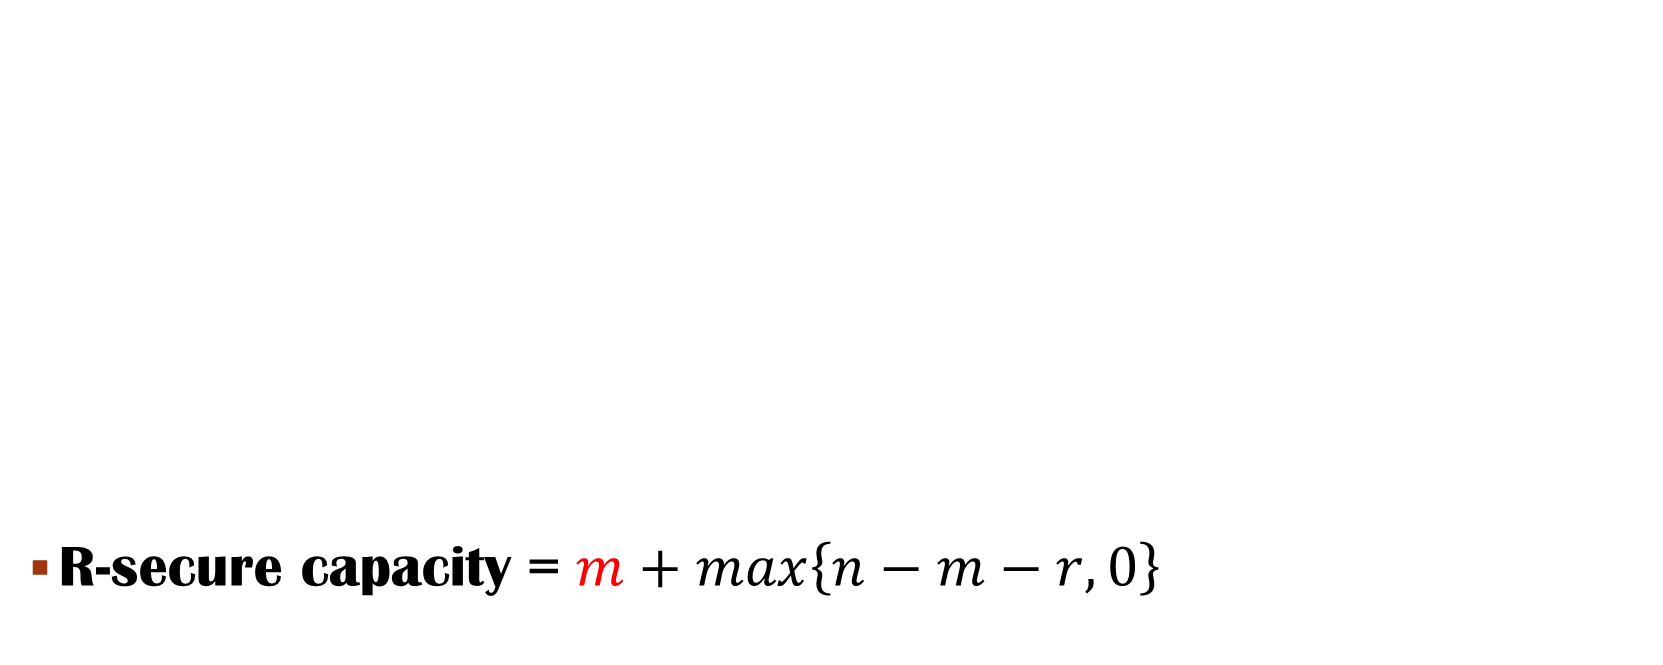 ▪ R-secure capacity = m + max{n − m − r, 0}